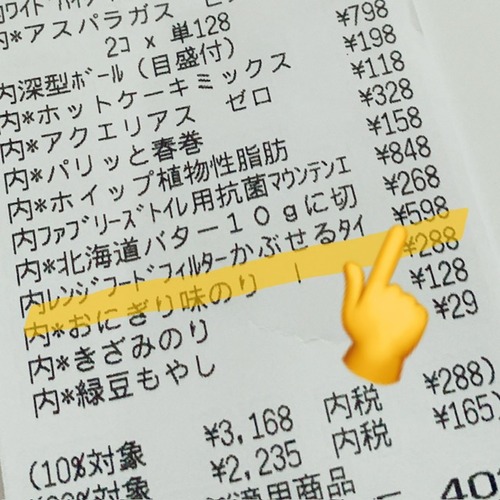 内*アスパラガス
2コ x 単128
内深型ボール(目盛付) ¥798
内*ホットケーキミックス ¥198
内*アクエリアス ゼロ ¥118
内*パリッと春巻 ¥328
内*ホイップ植物性脂肪 ¥158
内ファブリーズトイレ用抗菌マウンテンエ ¥848
内*北海道バター10gに切 ¥268
内レンジフードフィルターかぶせるタイ ¥598
内*おにぎり味のり ¥288
内*きざみのり ¥128
内*緑豆もやし ¥29
(10%対象 ¥3,168 内税 ¥288)
対象 ¥2,235 内税 ¥165)
適用商品